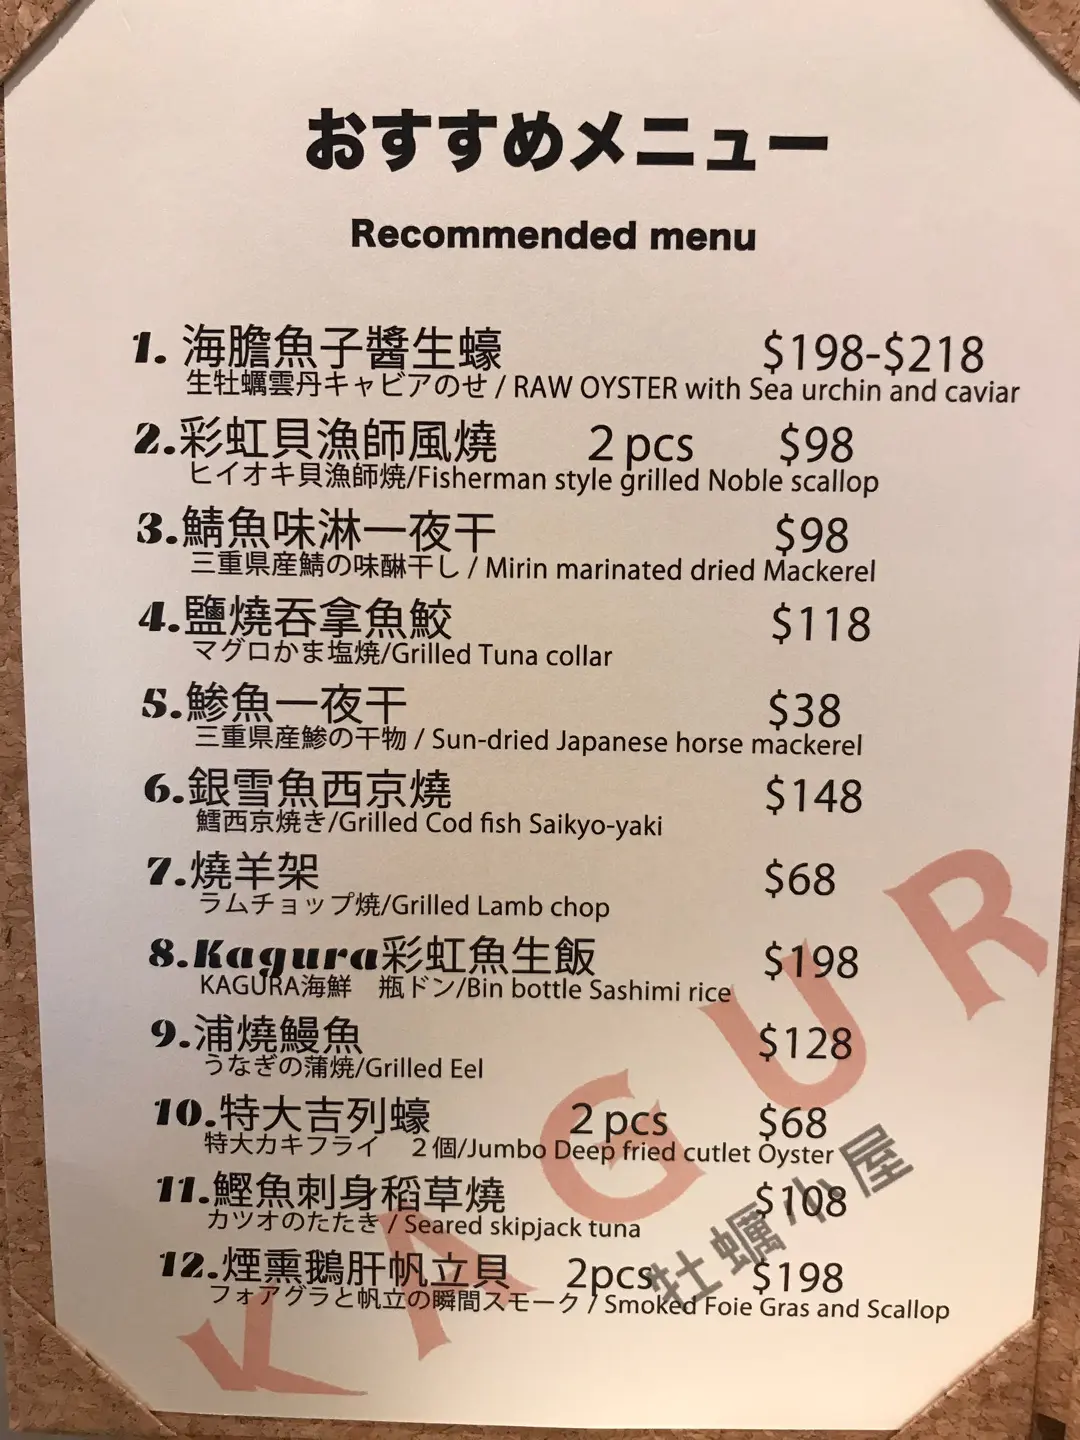 おすすめメニュー
Recommended menu
1. 海膽魚子醬生蠔 $198-$218
生牡蠣雲丹キャビアのせ / RAW OYSTER with Sea urchin and caviar
2.彩虹貝漁師風燒 2 pcs $98
ヒイオキ貝漁師焼/Fisherman style grilled Noble scallop
3.鯖魚味淋一夜干 $98
三重県産鯖の味醂干し / Mirin marinated dried Mackerel
4.鹽燒吞拿魚鮫 $118
マグロかま塩焼/Grilled Tuna collar
5.鯵魚一夜干 $38
三重県産鯵の干物 / Sun-dried Japanese horse mackerel
6.銀雪魚西京燒 $148
鱈西京焼き/Grilled Cod fish Saikyo-yaki
7.燒羊架 $68
ラムチョップ焼/Grilled Lamb chop
8.Kagura彩虹魚生飯 $198
KAGURA海鮮 瓶ドン/Bin bottle Sashimi rice
9.浦燒鰻魚 $128
うなぎの蒲焼/Grilled Eel
10.特大吉列蠔 2 pcs $68
特大カキフライ 2個/Jumbo Deep fried cutlet Oyster
11.鰹魚刺身稻草燒 $108
カツオのたたき / Seared skipjack tuna
12.煙熏鵝肝帆立貝 2pcs $198
フォアグラと帆立の瞬間スモーク / Smoked Foie Gras and Scallop
KAGUR
牡蠣小屋